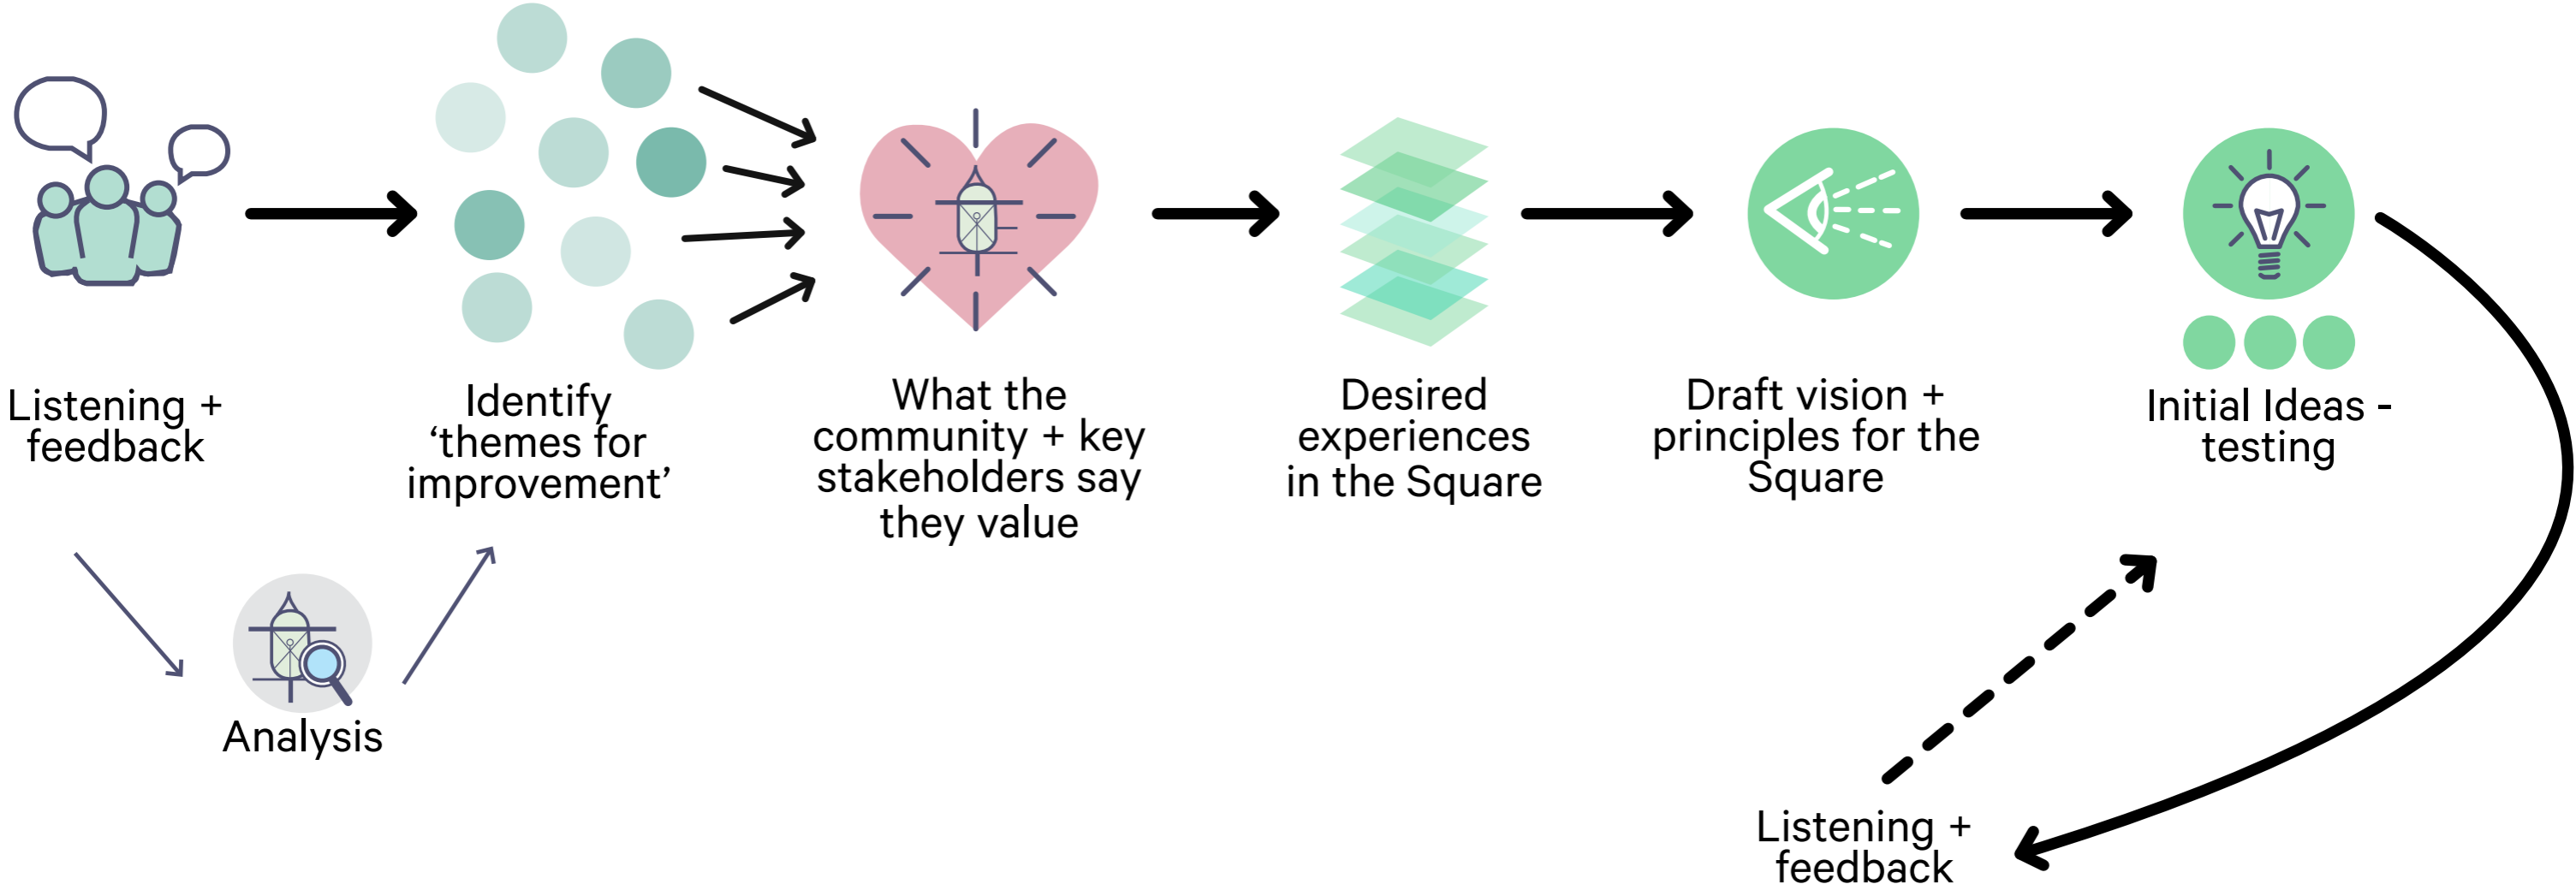 Listening +
feedback
Identify
‘themes for
improvement’
What the
community + key
stakeholders say
they value
Desired
experiences
in the Square
Draft vision +
principles for the
Square
Initial Ideas -
testing
Analysis
Listening +
feedback